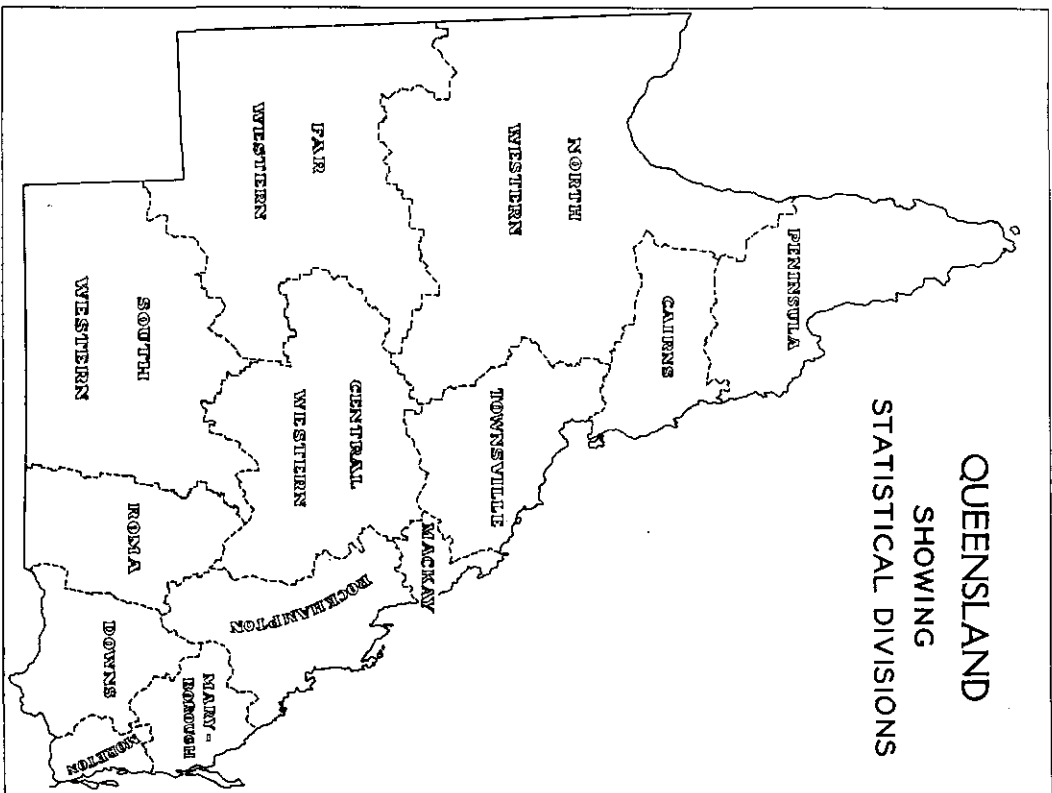 QUEENSLAND
SHOWING
STATISTICAL DIVISIONS
PENINSULA
CAIRNS
NORTH
WESTERN
TOWNSVILLE
MACKAY
FAR
WESTERN
CENTRAL
WESTERN
ROCKHAMPTON
SOUTH
WESTERN
ROMA
DOWNS
MARY-
BOROUGH
MORETON